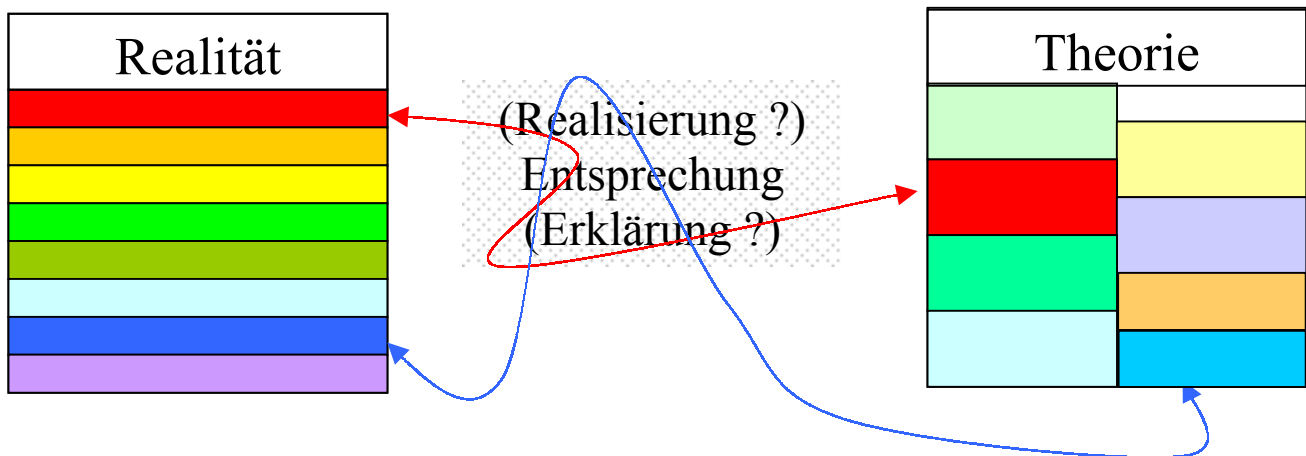 Realität
(Realisierung ?)
Entsprechung
(Erklärung ?)
Theorie